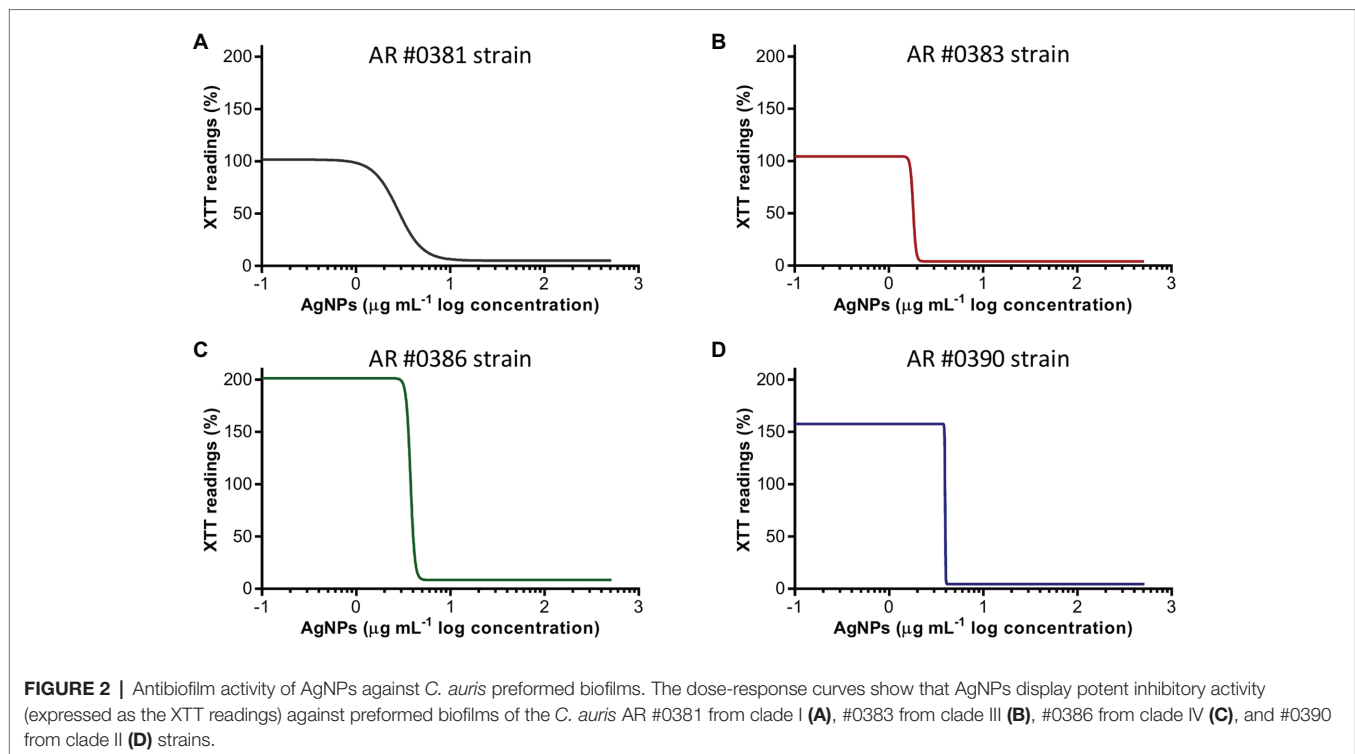 A
AR #0381 strain
200
150
100
50
0
XTT readings (%)
-1 0 1 2 3
AgNPs (µg mL-1 log concentration)
B
AR #0383 strain
200
150
100
50
0
XTT readings (%)
-1 0 1 2 3
AgNPs (µg mL-1 log concentration)
C
AR #0386 strain
200
150
100
50
0
XTT readings (%)
-1 0 1 2 3
AgNPs (µg mL-1 log concentration)
D
AR #0390 strain
200
150
100
50
0
XTT readings (%)
-1 0 1 2 3
AgNPs (µg mL-1 log concentration)
FIGURE 2 | Antibiofilm activity of AgNPs against C. auris preformed biofilms. The dose-response curves show that AgNPs display potent inhibitory activity
(expressed as the XTT readings) against preformed biofilms of the C. auris AR #0381 from clade I (A), #0383 from clade III (B), #0386 from clade IV (C), and #0390
from clade II (D) strains.